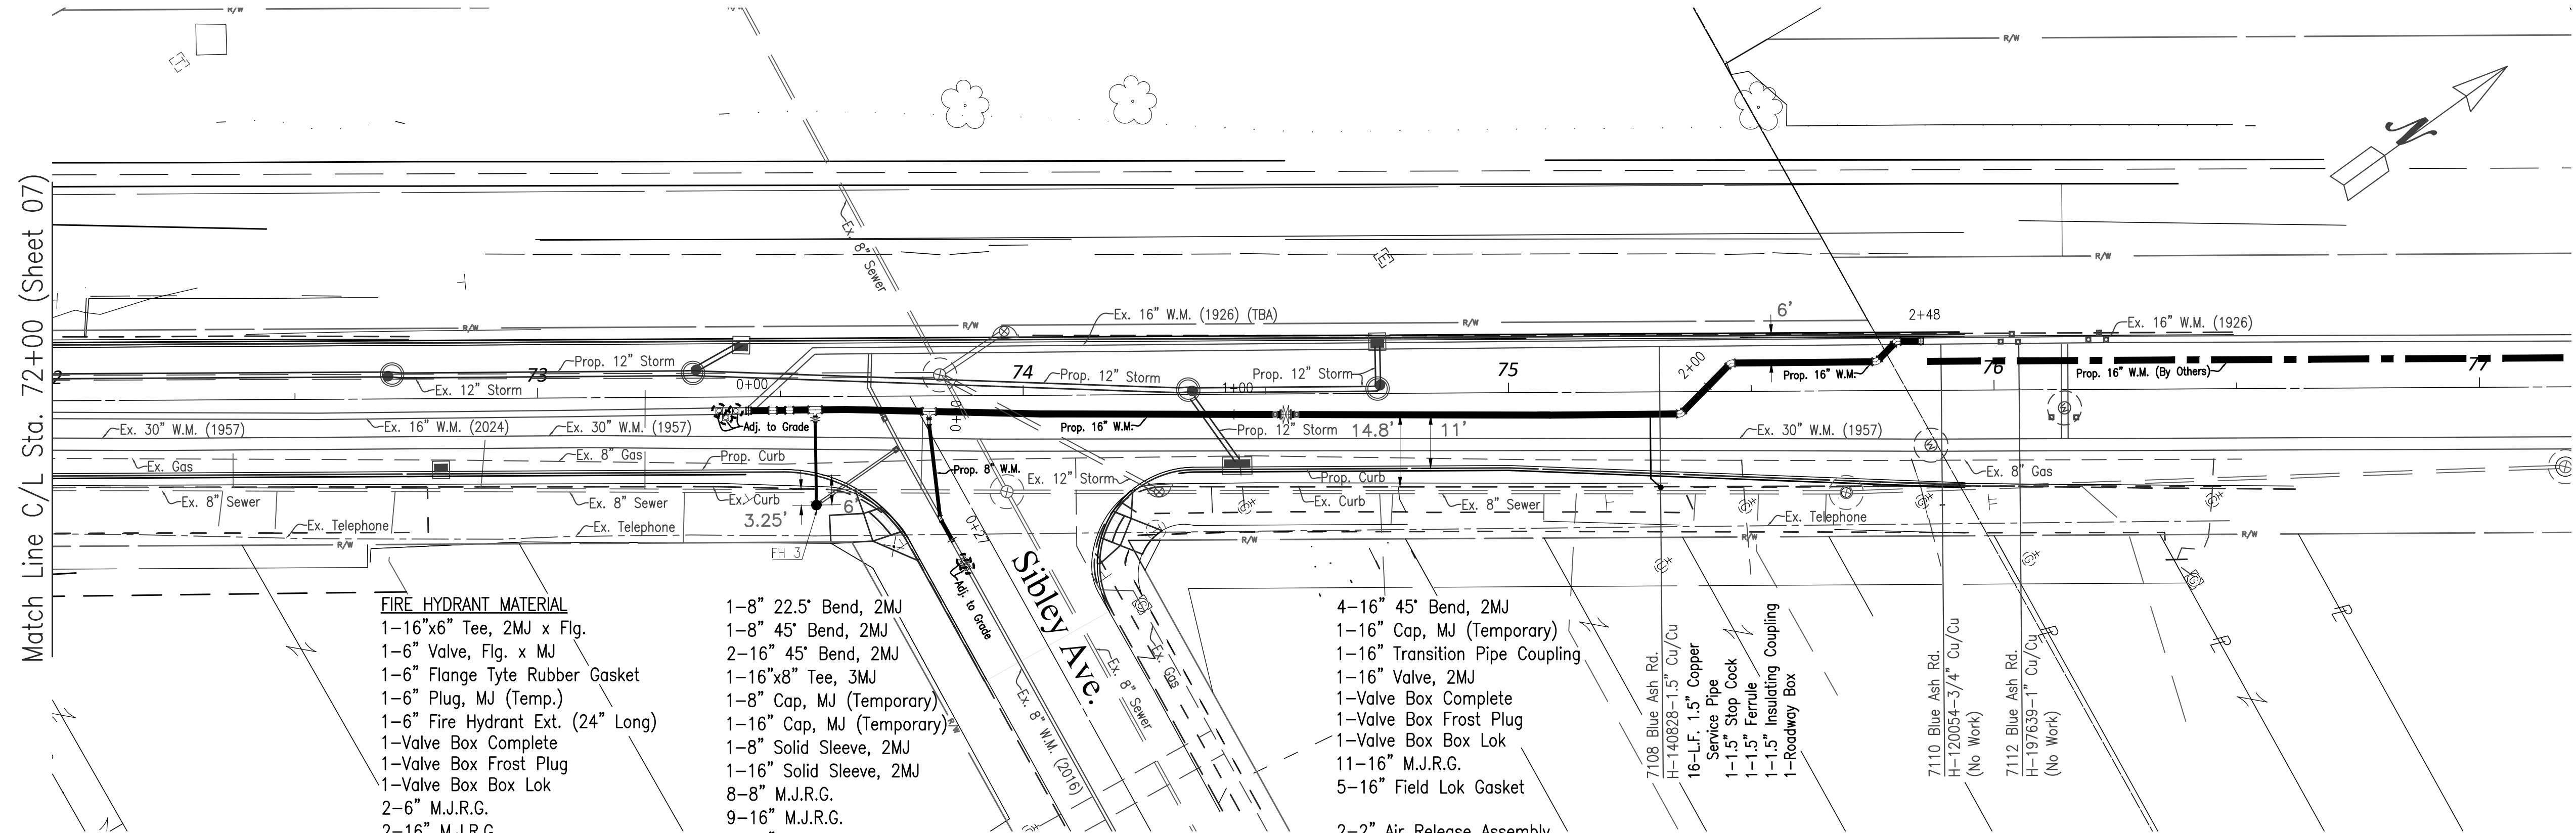 R/W
R/W
R/W
N
T
E
R/W
Match Line C/L Sta. 72+00 (Sheet 07)
Ex. 8" Sewer
R/W
R/W
Ex. 16" W.M. (1926) (TBA)
R/W
6'
2+48
Ex. 16" W.M. (1926)
2
73
Prop. 12" Storm
Ex. 12" Storm
0+00
74
Prop. 12" Storm
1+00
Prop. 12" Storm
75
2+00
Prop. 16" W.M.
76
Prop. 16" W.M. (By Others)
77
Ex. 30" W.M. (1957)
Ex. 16" W.M. (2024)
Ex. 30" W.M. (1957)
Adj. to Grade
0+00
Prop. 16" W.M.
Prop. 12" Storm
14.8'
11'
Ex. 30" W.M. (1957)
Ex. Gas
Ex. 8" Gas
Prop. Curb
Prop. 8" W.M.
Ex. 12" Storm
Prop. Curb
Ex. 8" Gas
Ex. 8" Sewer
Ex. 8" Sewer
Ex. Curb
3.25'
6'
Ex. Curb
Ex. 8" Sewer
Ex. Telephone
Ex. Telephone
Ex. Telephone
R/W
FH 3
0+21
R/W
R/W
R/W
Adj. to Grade
Sibley Ave.
Ex. 8" W.M. (2016)
Ex. 8" Sewer
Ex. Gas
R/W
FIRE HYDRANT MATERIAL
1-16"x6" Tee, 2MJ x Flg.
1-6" Valve, Flg. x MJ
1-6" Flange Tyte Rubber Gasket
1-6" Plug, MJ (Temp.)
1-6" Fire Hydrant Ext. (24" Long)
1-Valve Box Complete
1-Valve Box Frost Plug
1-Valve Box Box Lok
2-6" M.J.R.G.
2-16" M.J.R.G.
1-8" 22.5° Bend, 2MJ
1-8" 45° Bend, 2MJ
2-16" 45° Bend, 2MJ
1-16"x8" Tee, 3MJ
1-8" Cap, MJ (Temporary)
1-16" Cap, MJ (Temporary)
1-8" Solid Sleeve, 2MJ
1-16" Solid Sleeve, 2MJ
8-8" M.J.R.G.
9-16" M.J.R.G.
4-16" 45° Bend, 2MJ
1-16" Cap, MJ (Temporary)
1-16" Transition Pipe Coupling
1-16" Valve, 2MJ
1-Valve Box Complete
1-Valve Box Frost Plug
1-Valve Box Box Lok
11-16" M.J.R.G.
5-16" Field Lok Gasket
2-2" Air Release Assembly
7108 Blue Ash Rd.
H-140828-1.5" Cu/Cu
16-L.F. 1.5" Copper
Service Pipe
1-1.5" Stop Cock
1-1.5" Ferrule
1-1.5" Insulating Coupling
1-Roadway Box
7110 Blue Ash Rd.
H-120054-3/4" Cu/Cu
(No Work)
7112 Blue Ash Rd.
H-197639-1" Cu/Cu
(No Work)